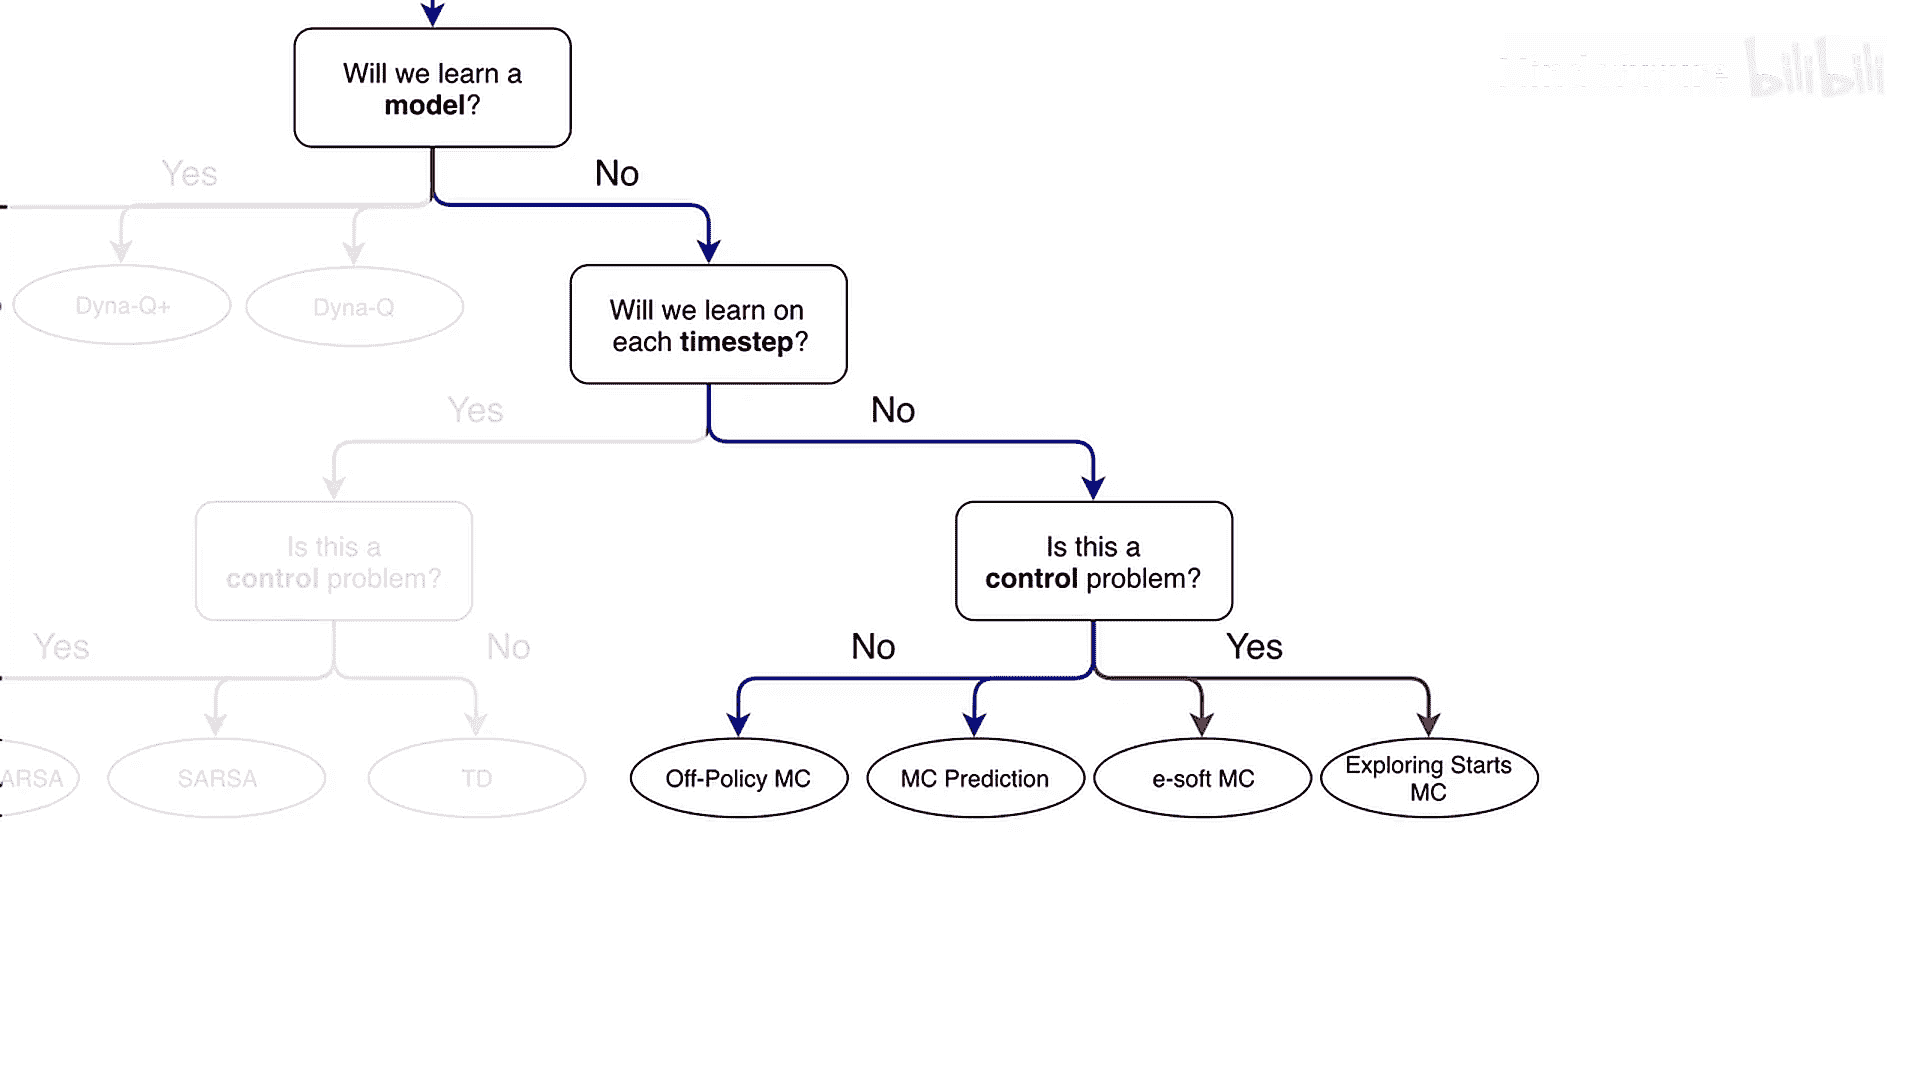 Will we learn a
model?
Yes
No
Dyna-Q+
Dyna-Q
Will we learn on
each timestep?
Yes
No
Is this a
control problem?
Is this a
control problem?
Yes
No
No
Yes
ARSA
SARSA
TD
Off-Policy MC
MC Prediction
e-soft MC
Exploring Starts
MC
bilibili